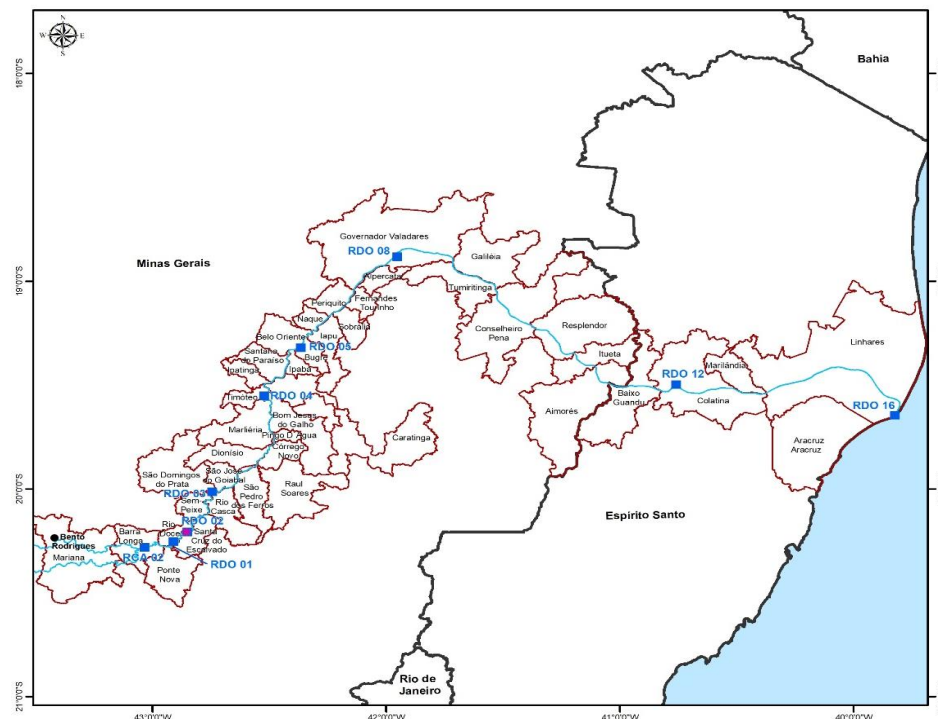 N
W
E
S
Bahia
18°0'0"S
Governador Valadares
RDO 08
Galiléia
Minas Gerais
Alpercata
19°0'0"S
Tumiritinga
Periquito
Fernandes
Tourinho
Naque
Sobrália
Resplendor
Conselheiro
Pena
Belo Oriente
Iapu
Linhares
RDO 05
Bugre
Itueta
Santana
do Paraíso
Marilândia
Ipatinga
Ipaba
RDO 12
Timóteo
RDO 04
Baixo
Guandu
Colatina
RDO 16
Aimorés
Bom Jesus
do Galho
Marliéria
Pingo D'Água
Caratinga
Aracruz
Aracruz
Córrego
Novo
Dionísio
São José
do Goiabal
São Domingos
do Prata
Raul
Soares
São
Pedro
dos Ferros
20°0'0"S
RDO 03
Sem
Peixe
Rio
Casca
Espirito Santo
RDO 02
Rio
Doce
Santa
Cruz do
Escalvado
Barra
Longa
Bento
Rodrigues
Mariana
RCA 02
RDO 01
Ponte
Nova
Rio de
Janeiro
21°0'0"S
43°0'0"W
42°0'0"W
41°0'0"W
40°0'0"W